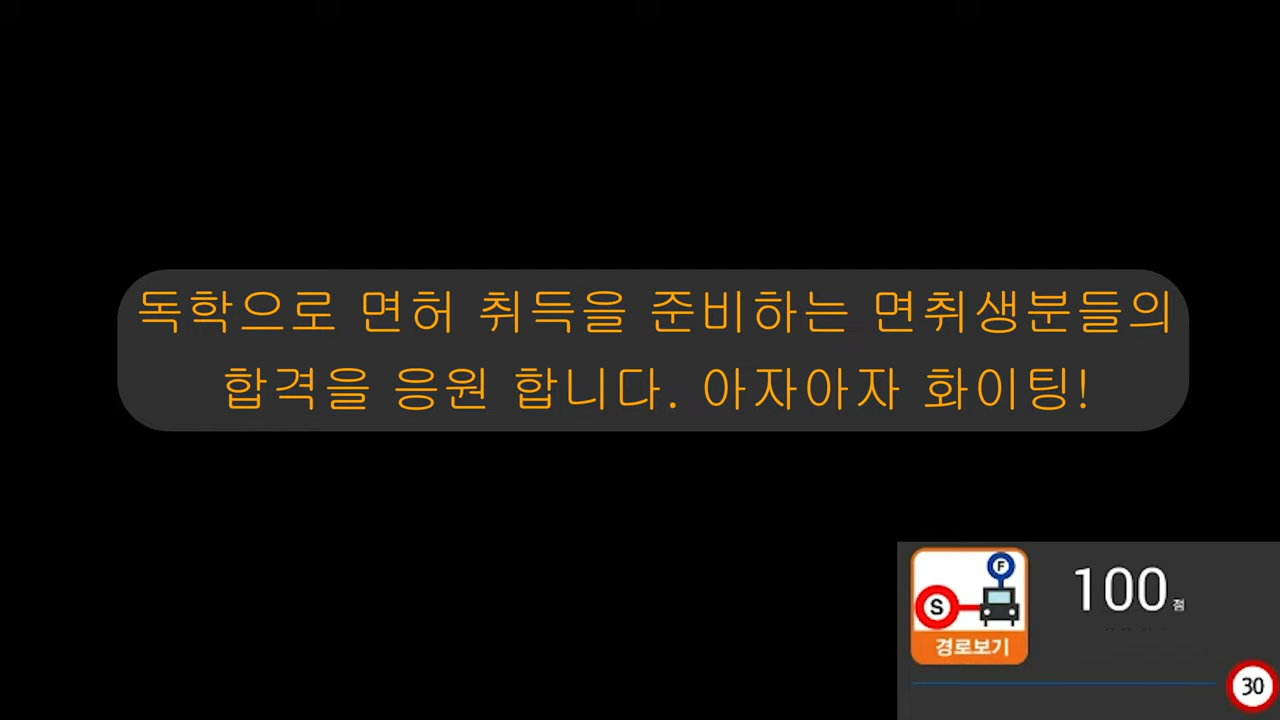 독학으로 면허 취득을 준비하는 면취생분들의
합격을 응원 합니다. 아자아자 화이팅!
F
S
경로보기
100점
30